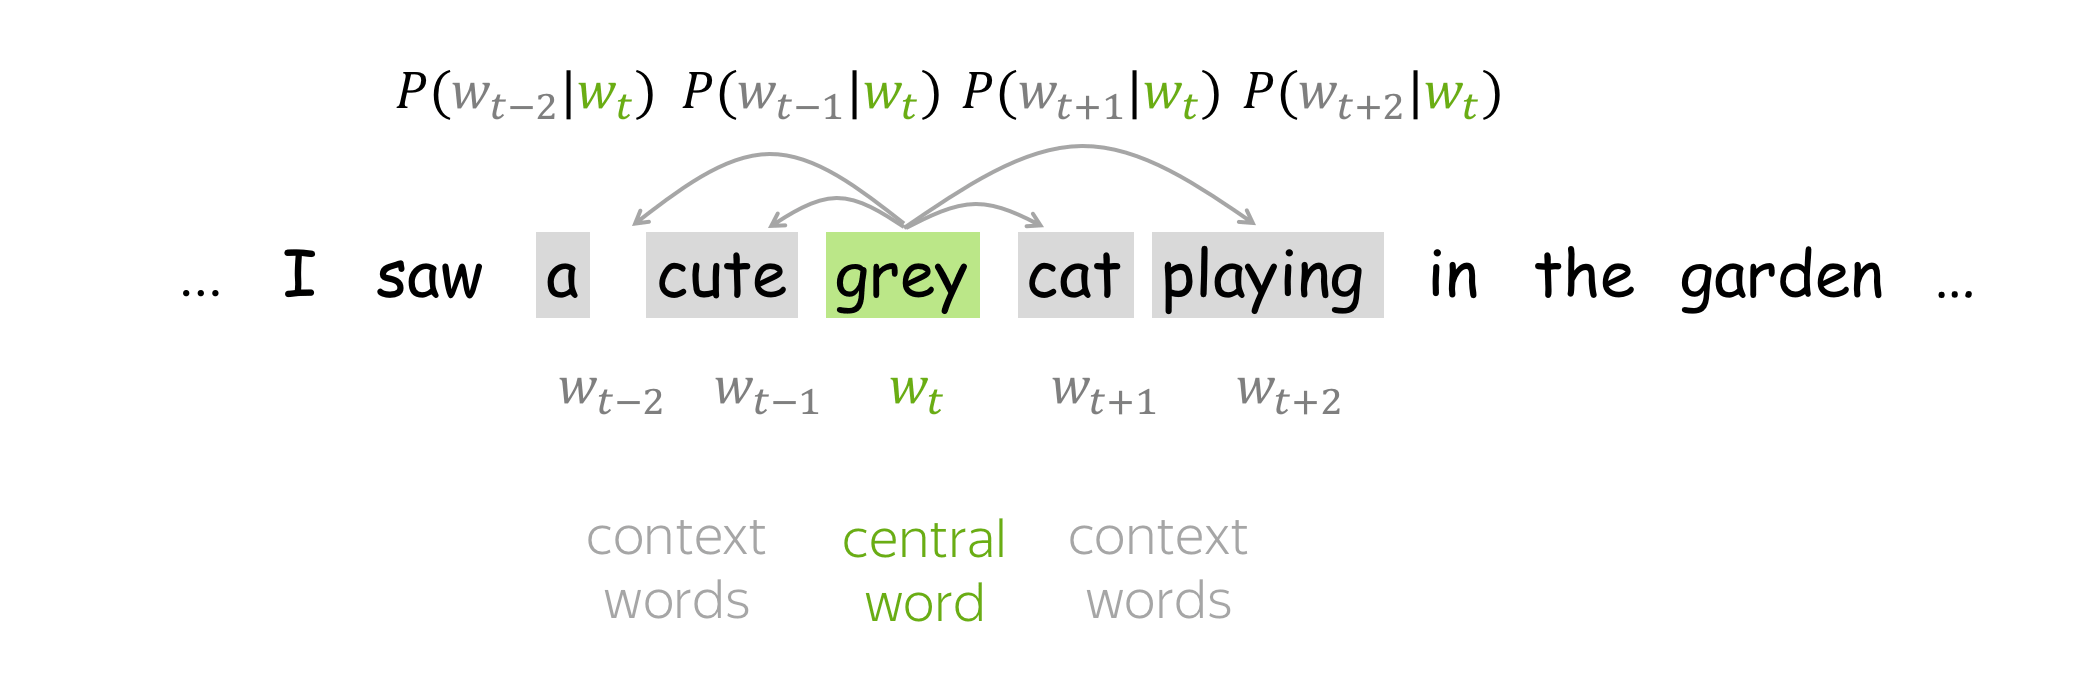 P(w_{t-2}|w_t) P(w_{t-1}|w_t) P(w_{t+1}|w_t) P(w_{t+2}|w_t)
... I saw a cute grey cat playing in the garden ...
w_{t-2} w_{t-1} w_t w_{t+1} w_{t+2}
context central context
words word words